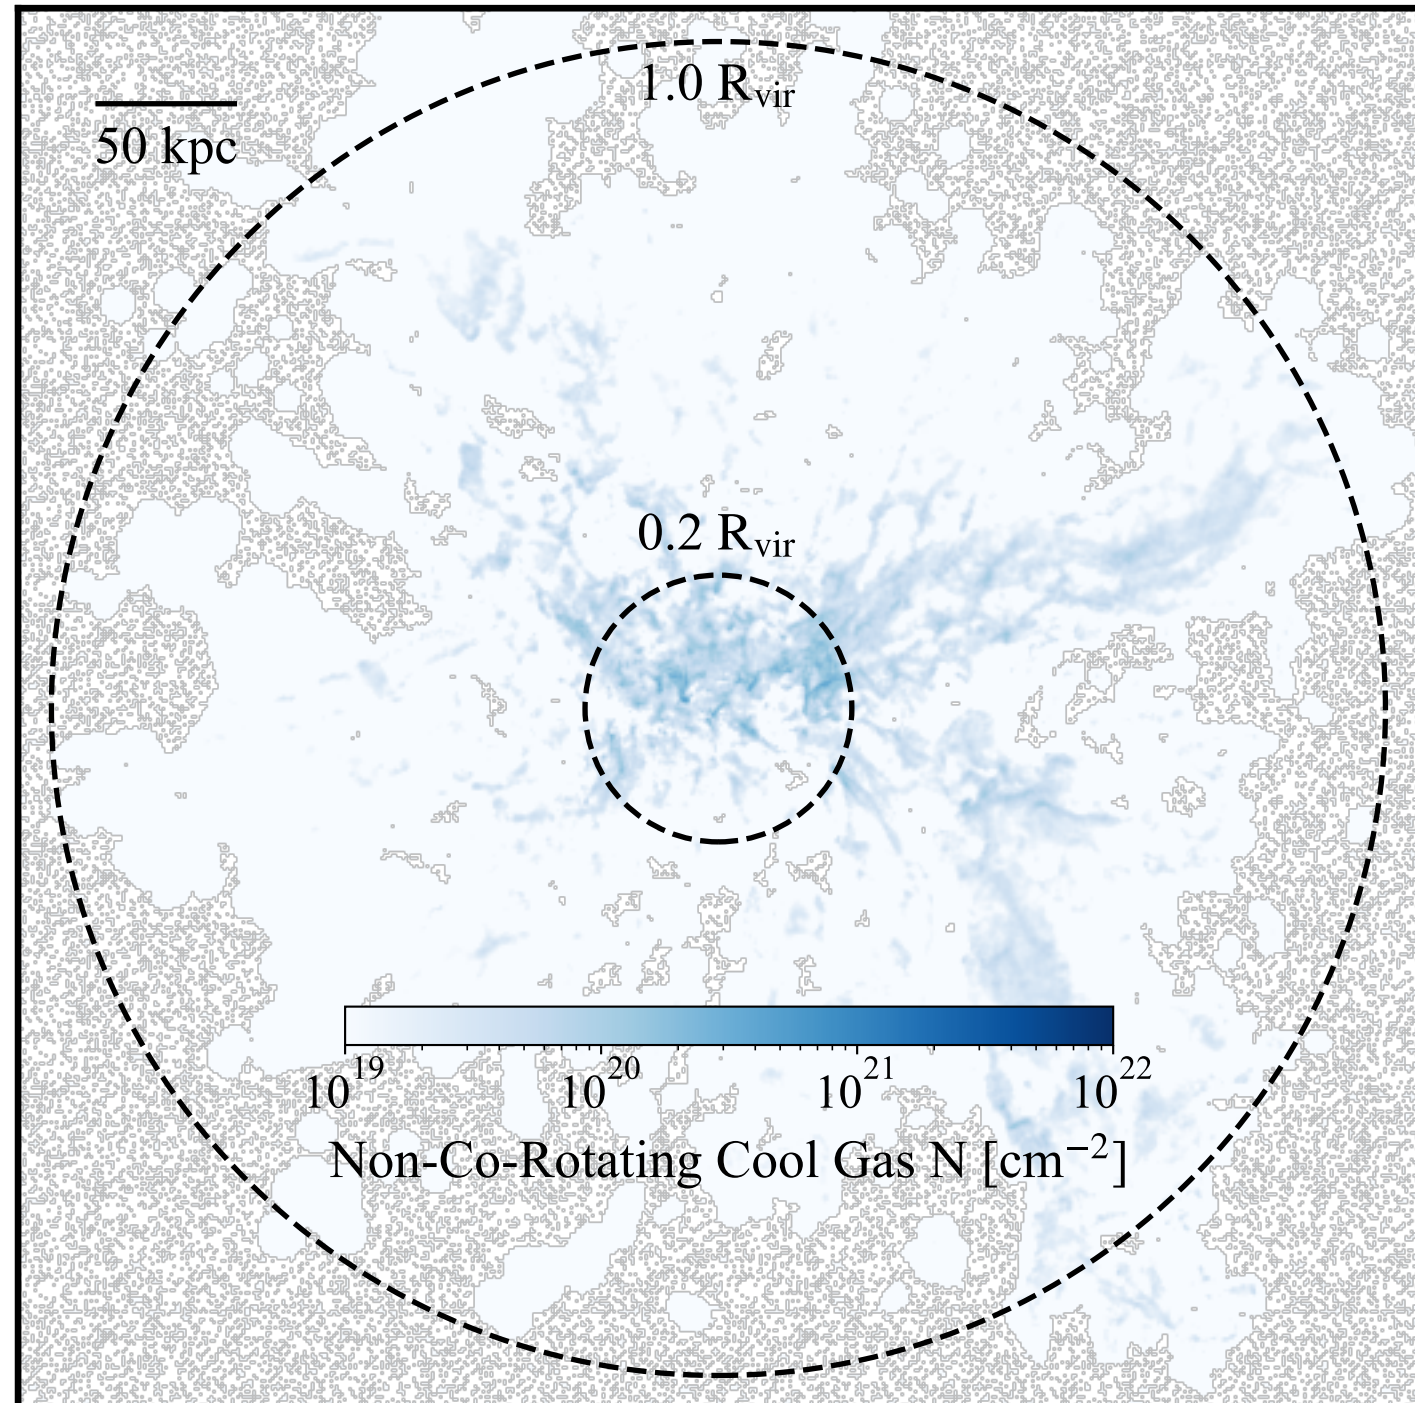 1.0 R_vir
50 kpc
0.2 R_vir
10^19 10^20 10^21 10^22
Non-Co-Rotating Cool Gas N [cm^−2]